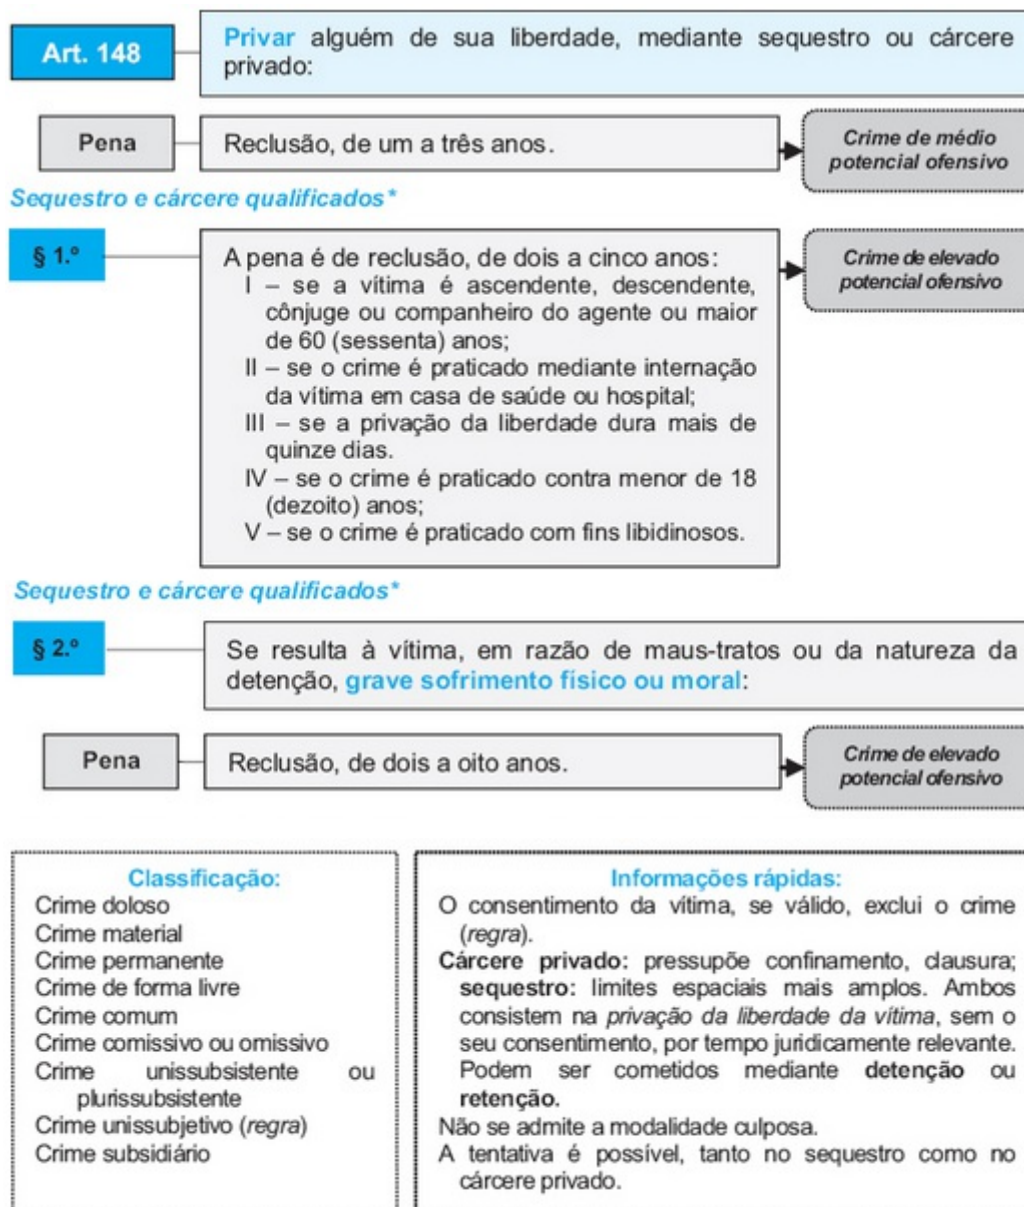 Art. 148
Privar alguém de sua liberdade, mediante sequestro ou cárcere
privado:
Pena
Reclusão, de um a três anos.
Crime de médio
potencial ofensivo
Sequestro e cárcere qualificados*
§ 1.º
A pena é de reclusão, de dois a cinco anos:
I – se a vítima é ascendente, descendente,
cônjuge ou companheiro do agente ou maior
de 60 (sessenta) anos;
II – se o crime é praticado mediante internação
da vítima em casa de saúde ou hospital;
III – se a privação da liberdade dura mais de
quinze dias.
IV – se o crime é praticado contra menor de 18
(dezoito) anos;
V – se o crime é praticado com fins libidinosos.
Crime de elevado
potencial ofensivo
Sequestro e cárcere qualificados*
§ 2.º
Se resulta à vítima, em razão de maus-tratos ou da natureza da
detenção, grave sofrimento físico ou moral:
Pena
Reclusão, de dois a oito anos.
Crime de elevado
potencial ofensivo
Classificação:
Crime doloso
Crime material
Crime permanente
Crime de forma livre
Crime comum
Crime comissivo ou omissivo
Crime unissubsistente ou
plurissubsistente
Crime unissubjetivo (regra)
Crime subsidiário
Informações rápidas:
O consentimento da vítima, se válido, exclui o crime
(regra).
Cárcere privado: pressupõe confinamento, clausura;
sequestro: limites espaciais mais amplos. Ambos
consistem na privação da liberdade da vítima, sem o
seu consentimento, por tempo juridicamente relevante.
Podem ser cometidos mediante detenção ou
retenção.
Não se admite a modalidade culposa.
A tentativa é possível, tanto no sequestro como no
cárcere privado.